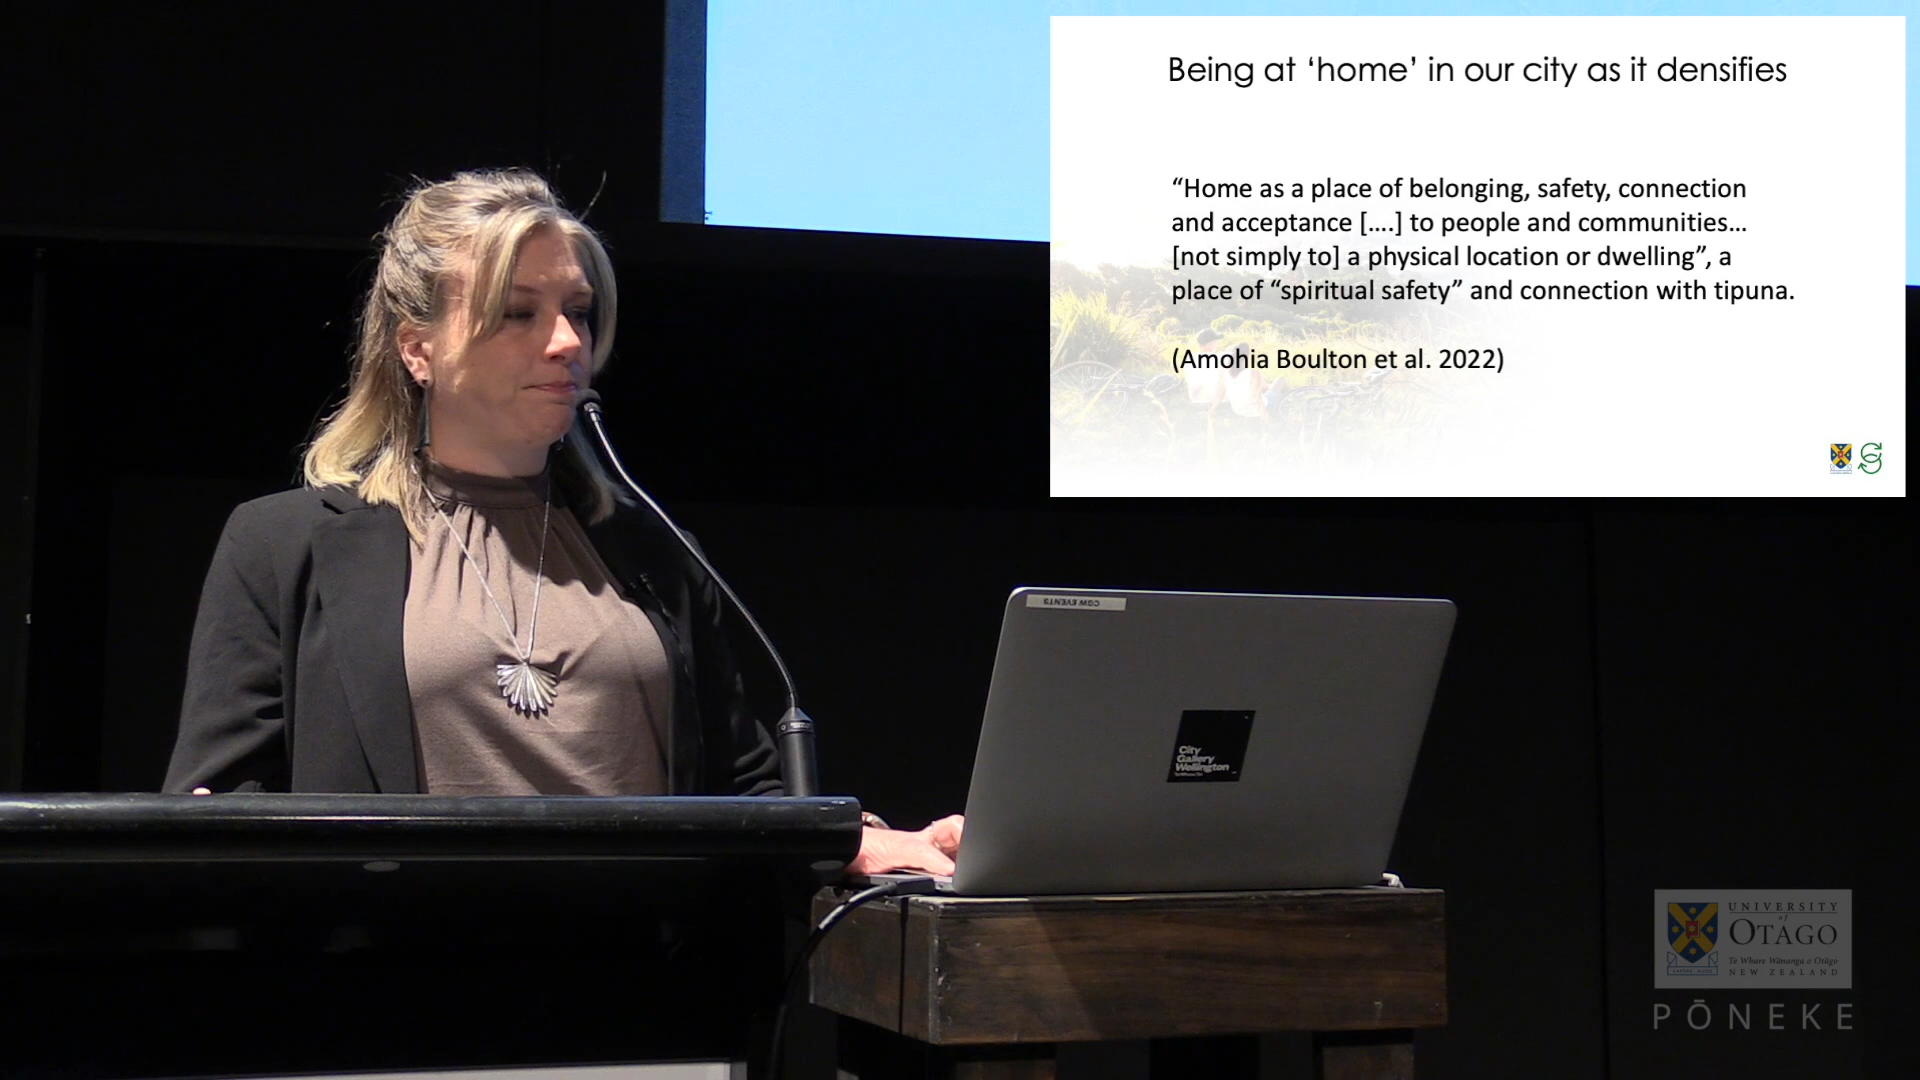 Being at ‘home’ in our city as it densifies
“Home as a place of belonging, safety, connection
and acceptance [....] to people and communities…
[not simply to] a physical location or dwelling”, a
place of “spiritual safety” and connection with tipuna.
(Amohia Boulton et al. 2022)
CGW EVENTS
City
Gallery
Wellington
UNIVERSITY
of
OTAGO
Te Whare Wānanga o Otāgo
NEW ZEALAND
PŌNEKE